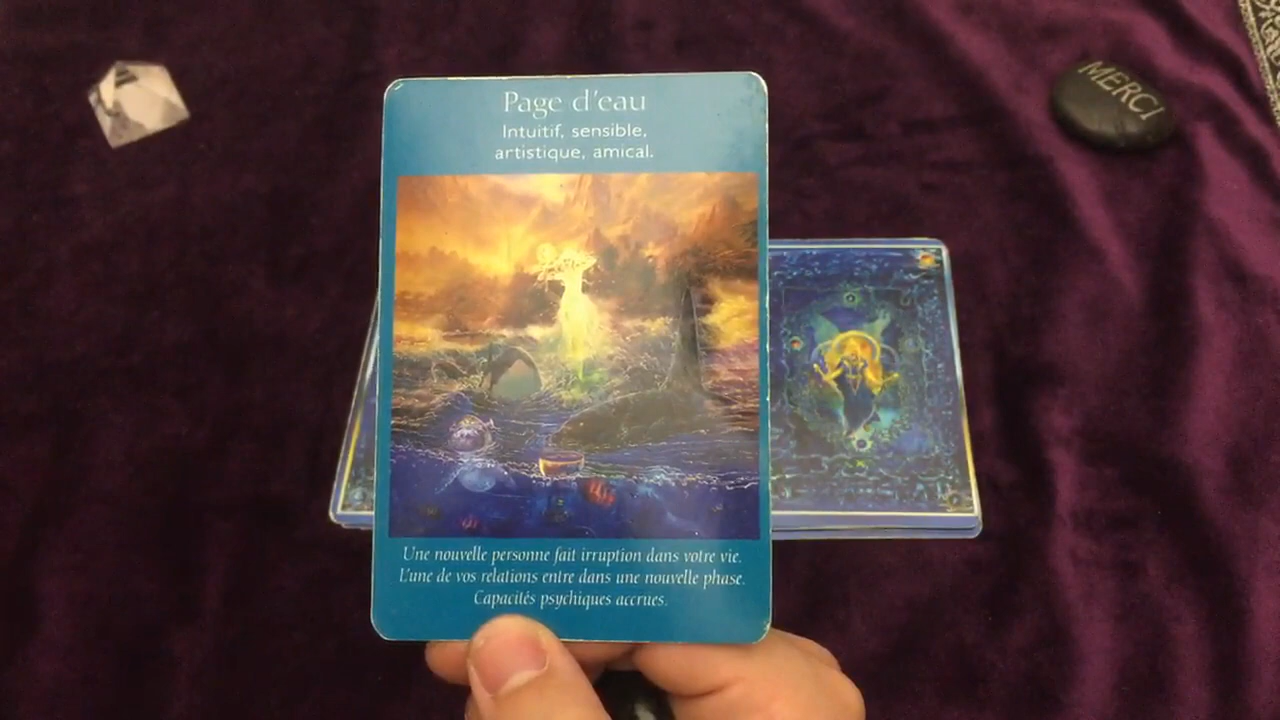 Page d'eau
Intuitif, sensible,
artistique, amical.
MERCI
Une nouvelle personne fait irruption dans votre vie.
L'une de vos relations entre dans une nouvelle phase.
Capacités psychiques accrues.